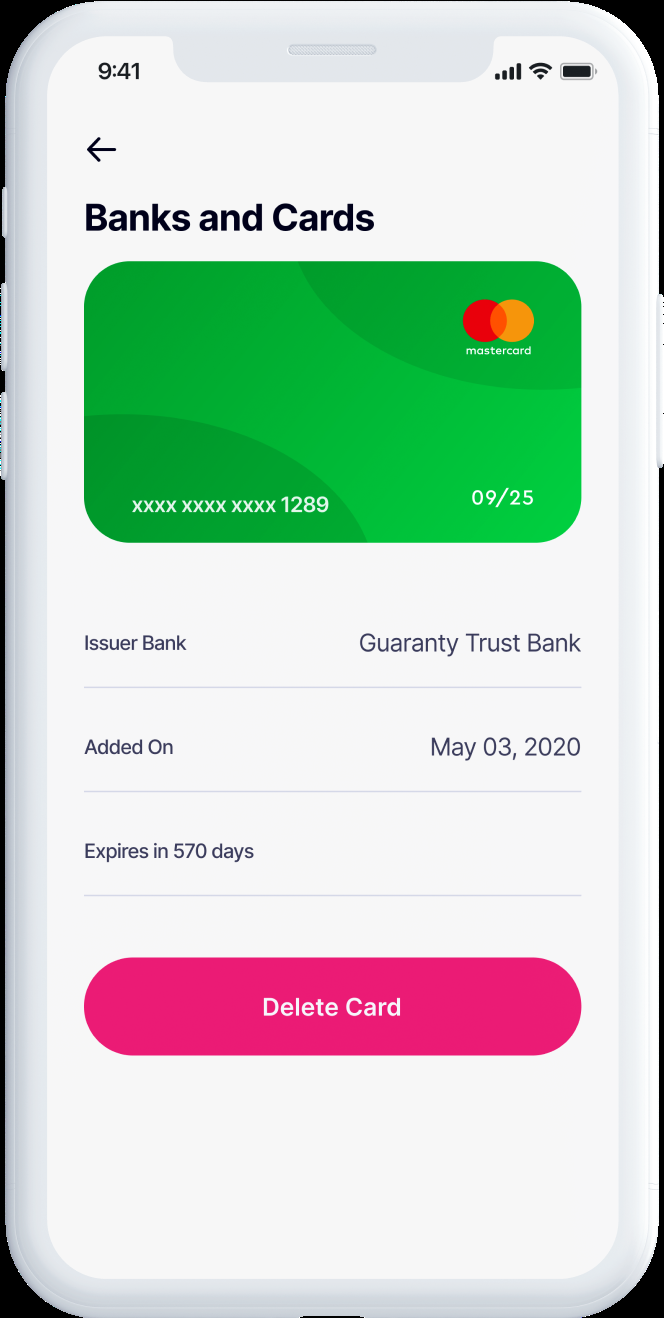 9:41
Banks and Cards
mastercard
xxxx xxxx xxxx 1289
09/25
Issuer Bank
Guaranty Trust Bank
Added On
May 03, 2020
Expires in 570 days
Delete Card